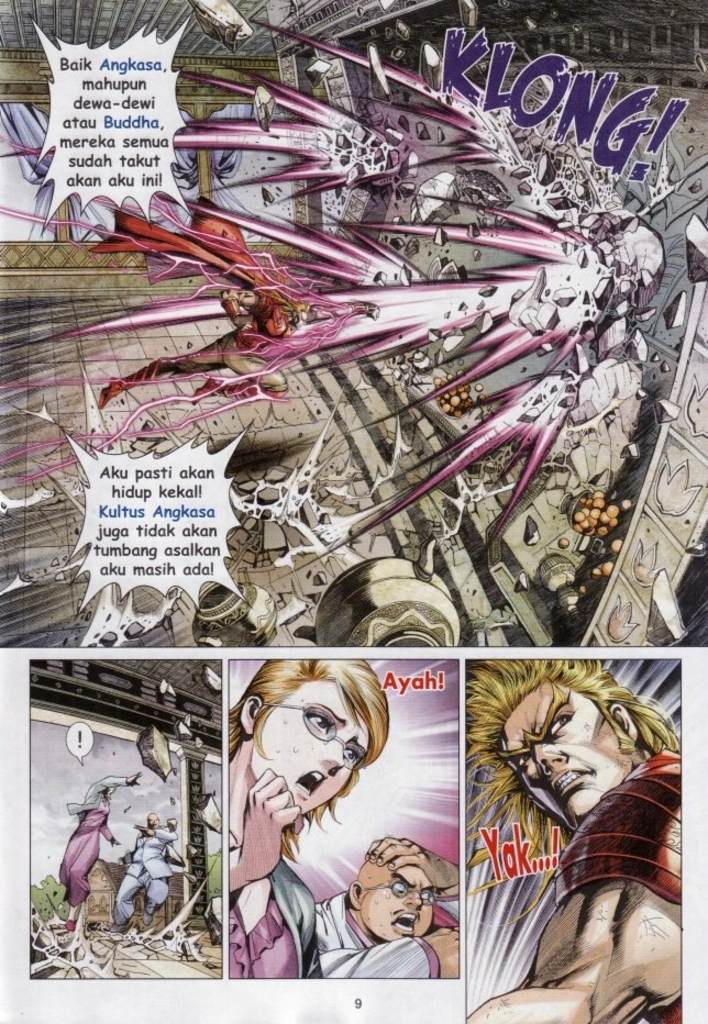 Baik Angkasa,
mahupun
dewa-dewi
atau Buddha,
mereka semua
sudah takut
akan aku ini!
KLONG!
Aku pasti akan
hidup kekal!
Kultus Angkasa
juga tidak akan
tumbang asalkan
aku masih ada!
!
Ayah!
Yak....!
9